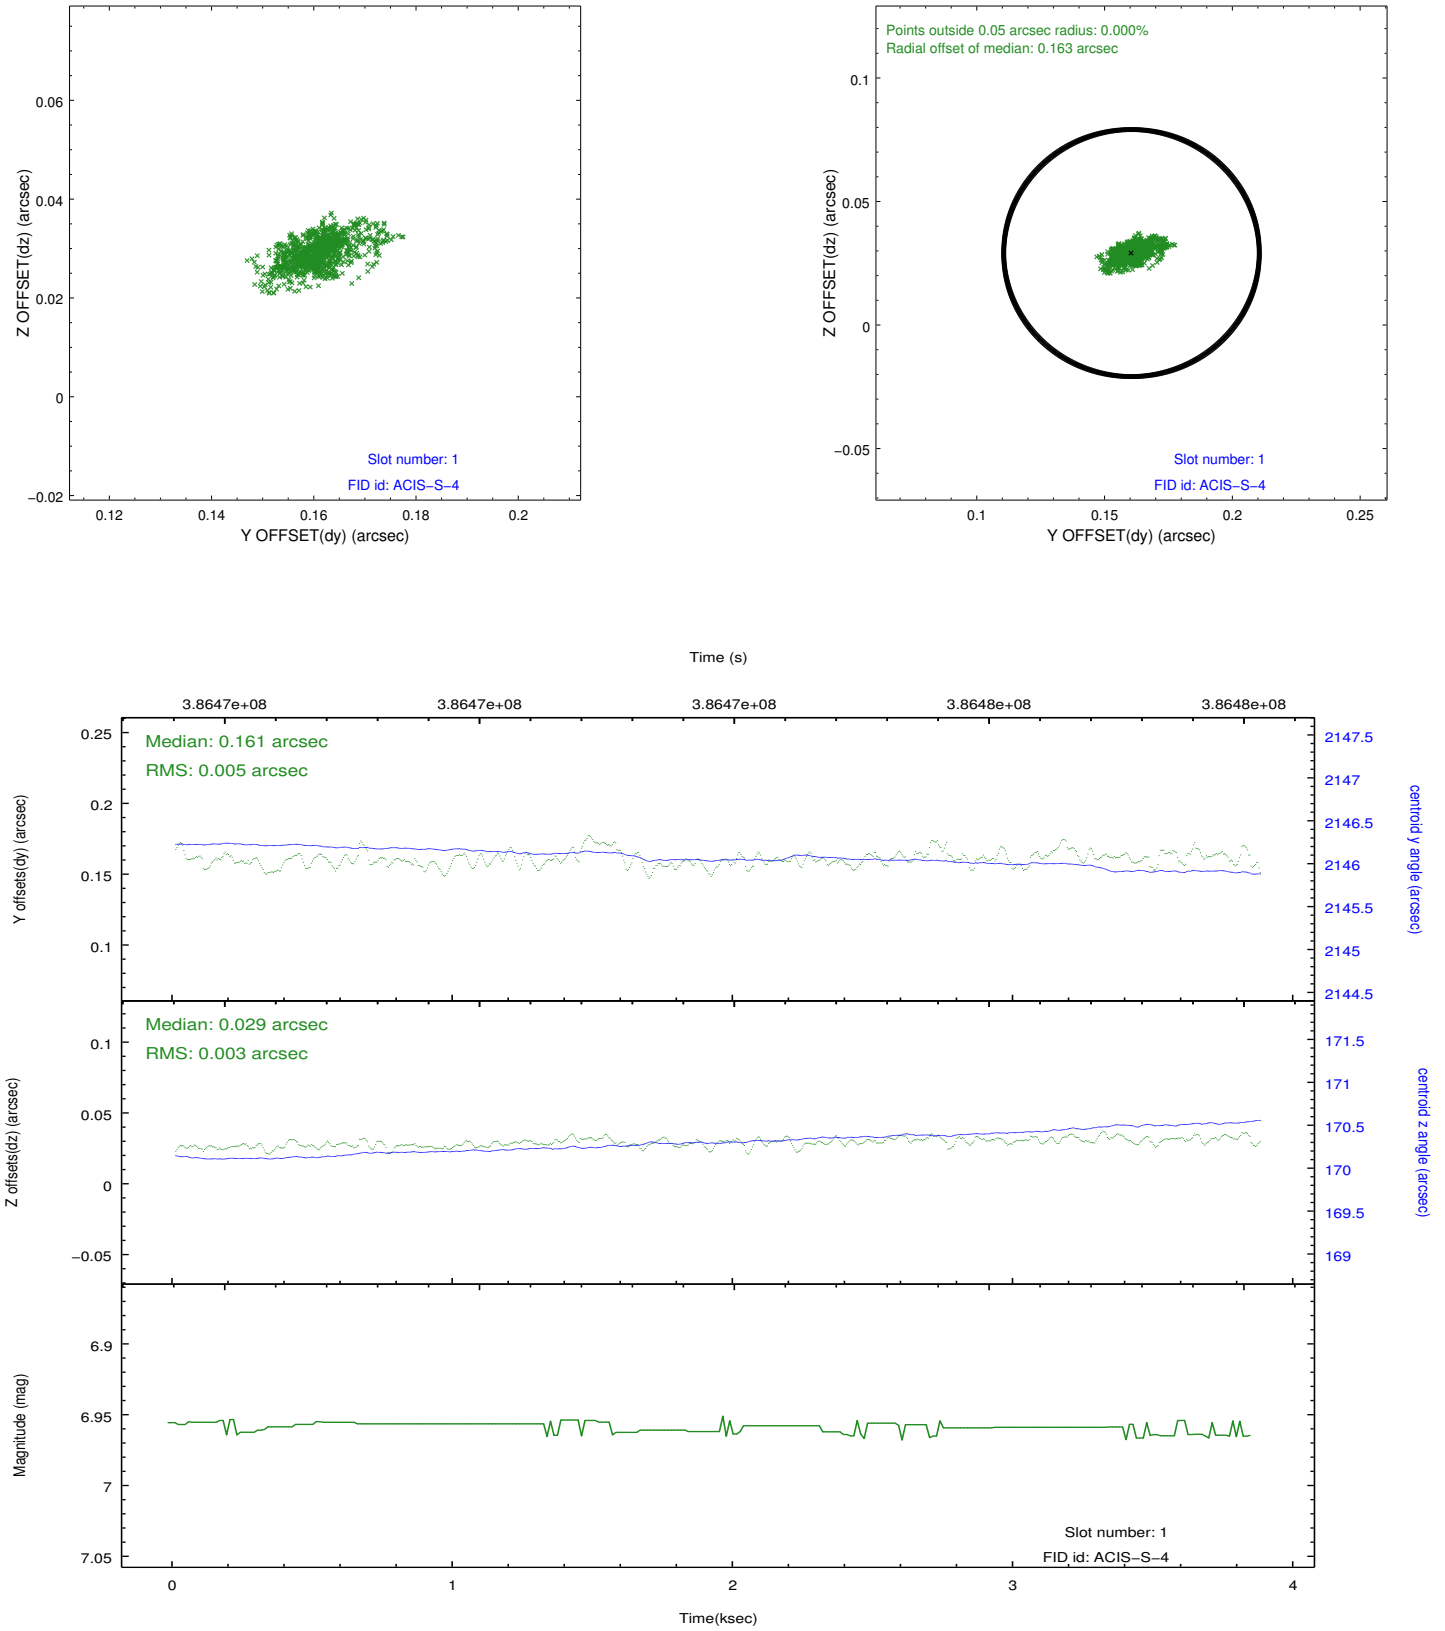 0.06
0.04
0.02
0
−0.02
Z OFFSET(dz) (arcsec)
Slot number: 1
FID id: ACIS−S−4
0.12 0.14 0.16 0.18 0.2
Y OFFSET(dy) (arcsec)
Points outside 0.05 arcsec radius: 0.000%
Radial offset of median: 0.163 arcsec
0.1
0.05
0
−0.05
Z OFFSET(dz) (arcsec)
Slot number: 1
FID id: ACIS−S−4
0.1 0.15 0.2 0.25
Y OFFSET(dy) (arcsec)
Time (s)
3.8647e+08 3.8647e+08 3.8647e+08 3.8648e+08 3.8648e+08
Median: 0.161 arcsec
RMS: 0.005 arcsec
0.25
0.2
0.15
0.1
Y offsets(dy) (arcsec)
2147.5
2147
2146.5
2146
2145.5
2145
2144.5
centroid y angle (arcsec)
Median: 0.029 arcsec
RMS: 0.003 arcsec
0.1
0.05
0
−0.05
Z offsets(dz) (arcsec)
171.5
171
170.5
170
169.5
169
centroid z angle (arcsec)
6.9
6.95
7
7.05
Magnitude (mag)
Slot number: 1
FID id: ACIS−S−4
0 1 2 3 4
Time(ksec)